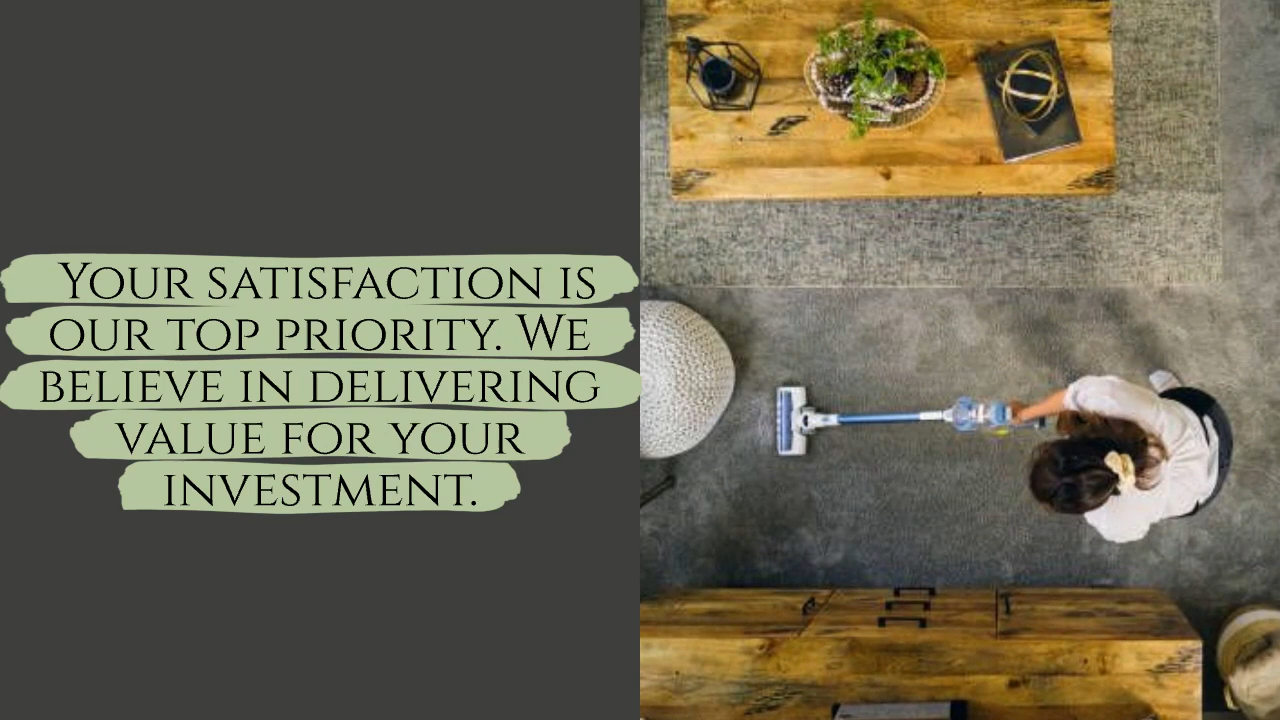 Your satisfaction is
our top priority. We
believe in delivering
value for your
investment.